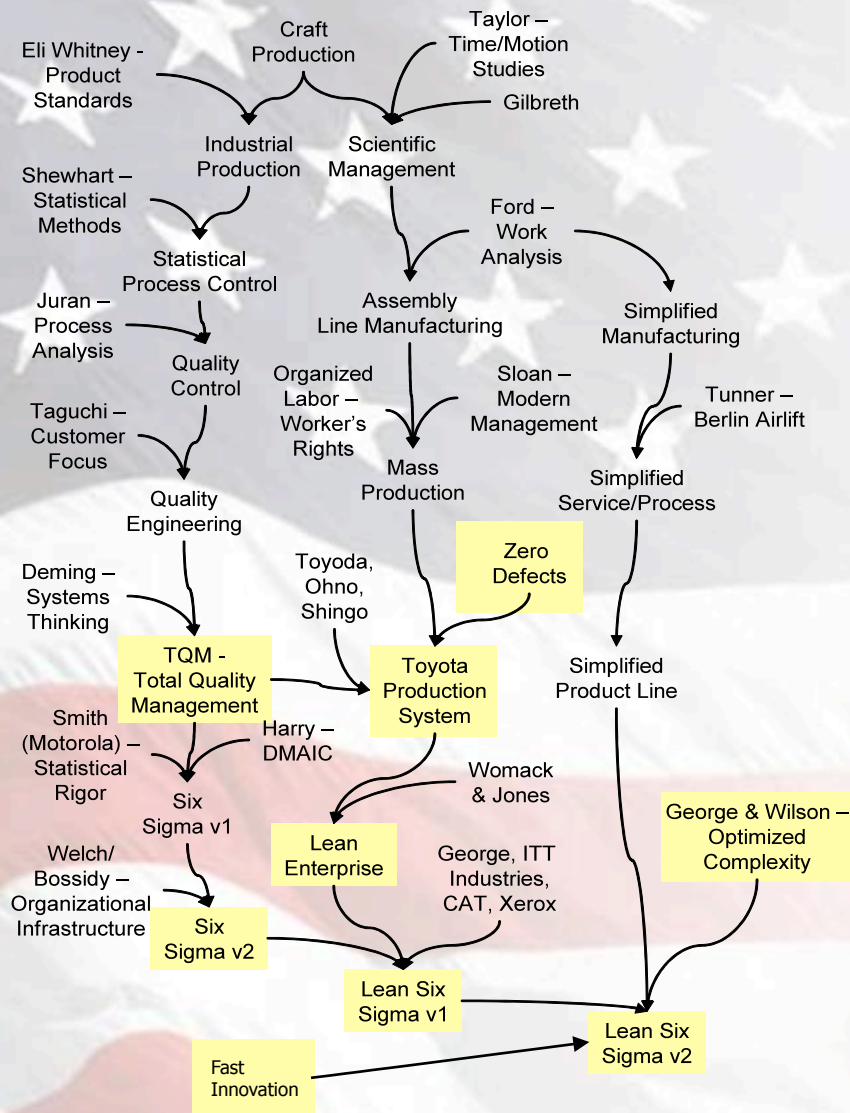 Craft
Production
Taylor –
Time/Motion
Studies
Eli Whitney -
Product
Standards
Gilbreth
Industrial
Production
Scientific
Management
Shewhart –
Statistical
Methods
Ford –
Work
Analysis
Statistical
Process Control
Assembly
Line Manufacturing
Simplified
Manufacturing
Juran –
Process
Analysis
Quality
Control
Organized
Labor –
Worker's
Rights
Sloan –
Modern
Management
Tunner –
Berlin Airlift
Taguchi –
Customer
Focus
Mass
Production
Simplified
Service/Process
Quality
Engineering
Zero
Defects
Toyoda,
Ohno,
Shingo
Deming –
Systems
Thinking
TQM -
Total Quality
Management
Toyota
Production
System
Simplified
Product Line
Smith
(Motorola) –
Statistical
Rigor
Harry –
DMAIC
Womack
& Jones
Six
Sigma v1
George & Wilson –
Optimized
Complexity
Lean
Enterprise
Welch/
Bossidy –
Organizational
Infrastructure
George, ITT
Industries,
CAT, Xerox
Six
Sigma v2
Lean Six
Sigma v1
Lean Six
Sigma v2
Fast
Innovation